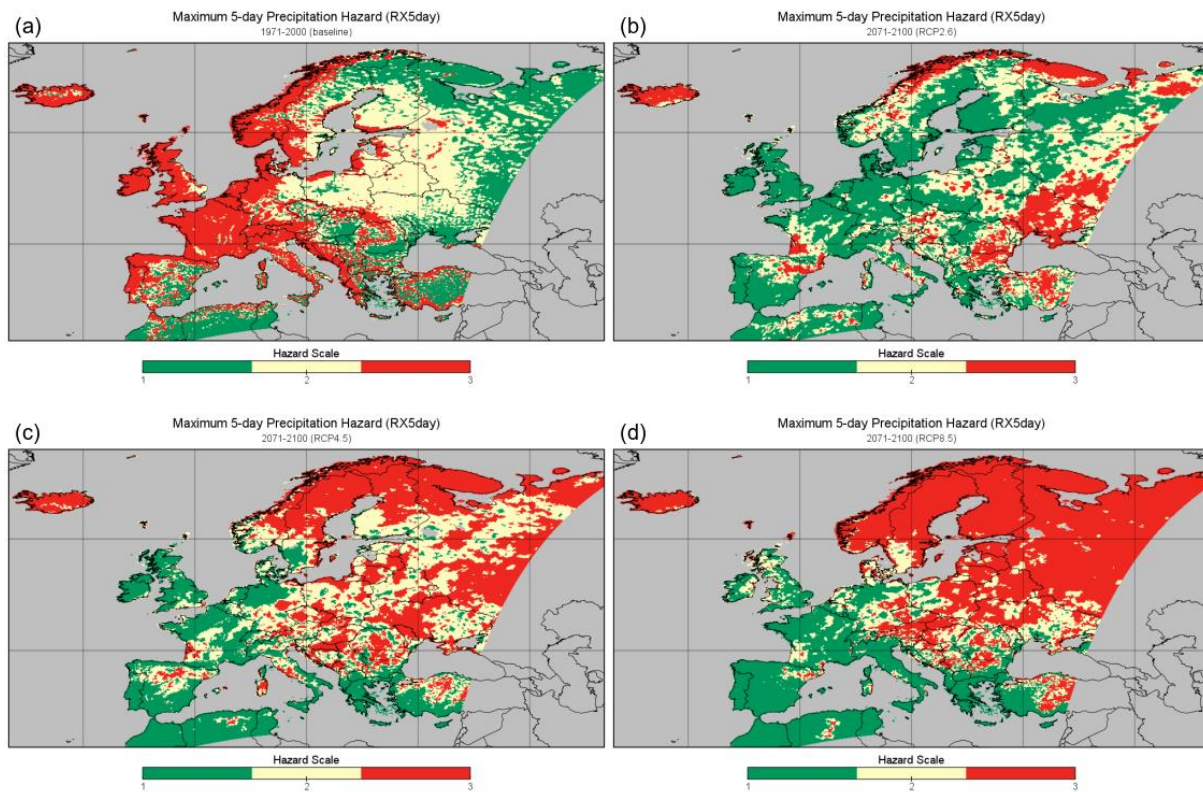 (a)
Maximum 5-day Precipitation Hazard (RX5day)
1971-2000 (baseline)
Hazard Scale
1 2 3
(b)
Maximum 5-day Precipitation Hazard (RX5day)
2071-2100 (RCP2.6)
Hazard Scale
1 2 3
(c)
Maximum 5-day Precipitation Hazard (RX5day)
2071-2100 (RCP4.5)
Hazard Scale
1 2 3
(d)
Maximum 5-day Precipitation Hazard (RX5day)
2071-2100 (RCP8.5)
Hazard Scale
1 2 3